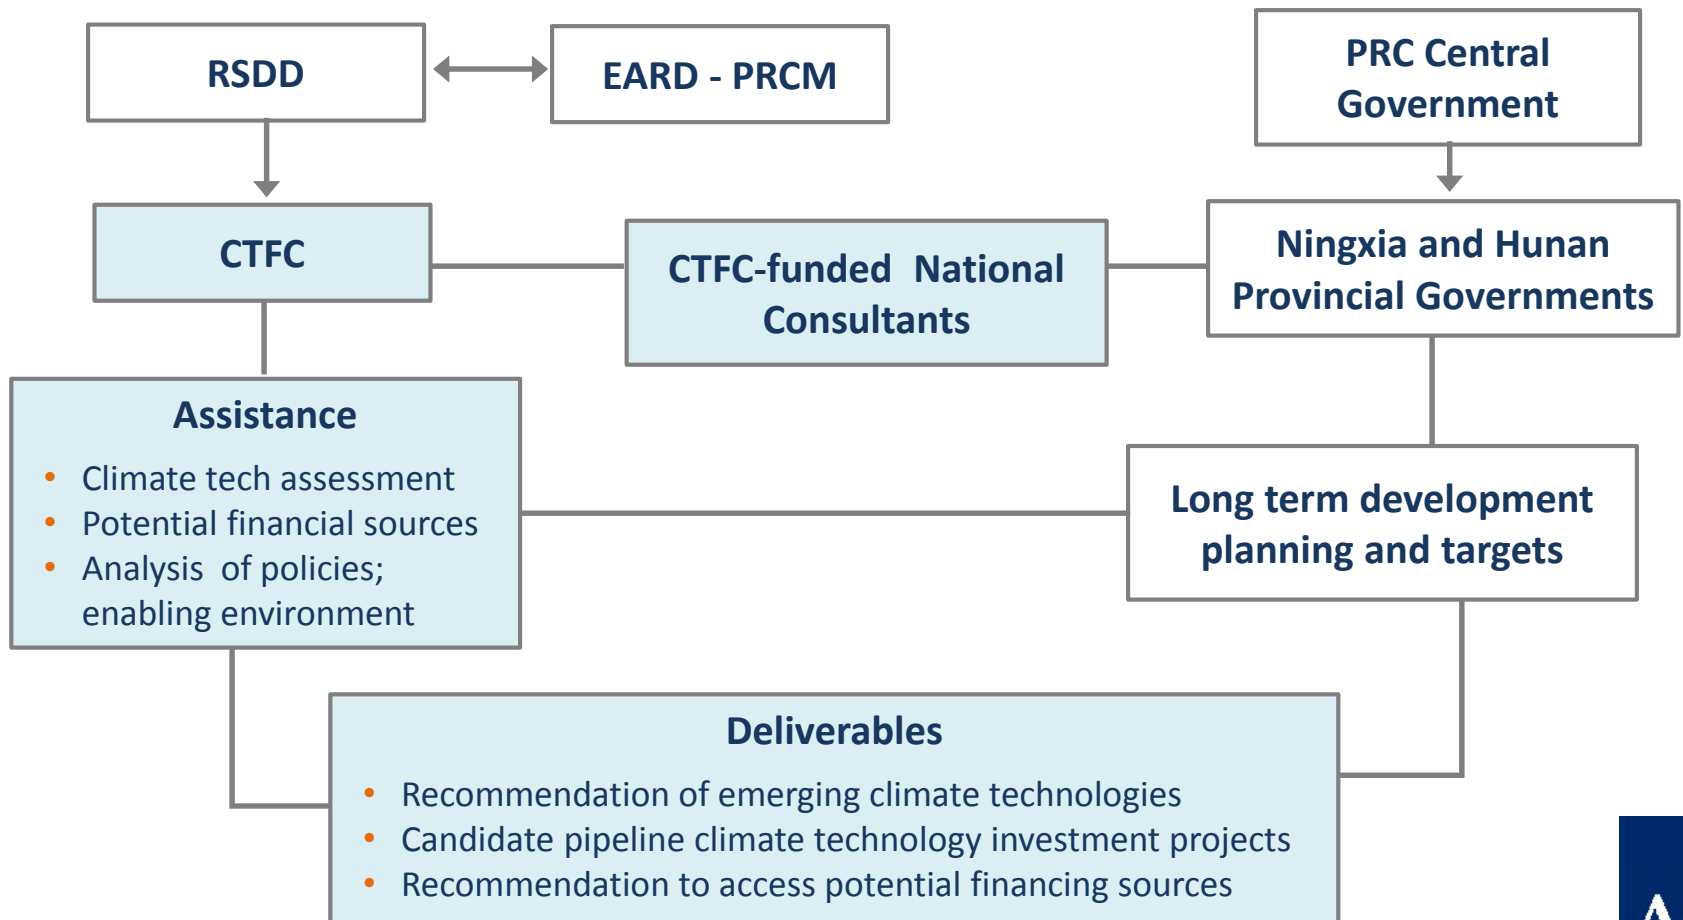 RSDD
EARD - PRCM
PRC Central
Government
CTFC
CTFC-funded National
Consultants
Ningxia and Hunan
Provincial Governments
Assistance
• Climate tech assessment
• Potential financial sources
• Analysis of policies;
enabling environment
Long term development
planning and targets
Deliverables
• Recommendation of emerging climate technologies
• Candidate pipeline climate technology investment projects
• Recommendation to access potential financing sources